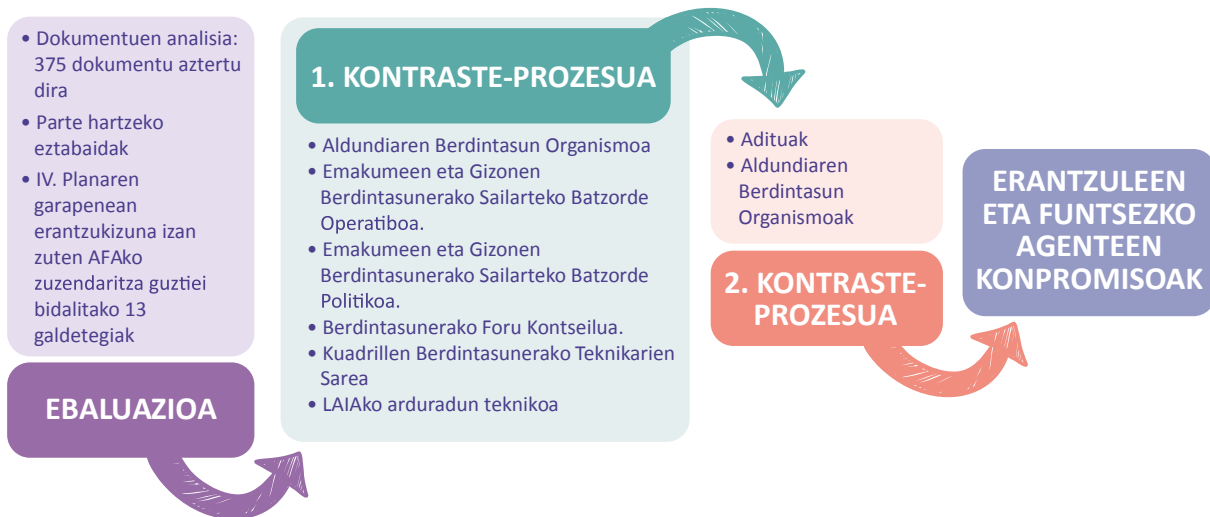 • Dokumentuen analisia:
375 dokumentu aztertu
dira
• Parte hartzeko
eztabaidak
• IV. Planaren
garapenean
erantzukizuna izan
zuten AFAko
zuzendaritza guztiei
bidalitako 13
galdetegiak
EBALUAZIOA
1. KONTRASTE-PROZESUA
• Aldundiaren Berdintasun Organismoa
• Emakumeen eta Gizonen
Berdintasunerako Sailarteko Batzorde
Operatiboa.
• Emakumeen eta Gizonen
Berdintasunerako Sailarteko Batzorde
Politikoa.
• Berdintasunerako Foru Kontseilua.
• Kuadrillen Berdintasunerako Teknikarien
Sarea
• LAIAko arduradun teknikoa
• Adituak
• Aldundiaren
Berdintasun
Organismoak
2. KONTRASTE-
PROZESUA
ERANTZULEEN
ETA FUNTSEZKO
AGENTEEN
KONPROMISOAK